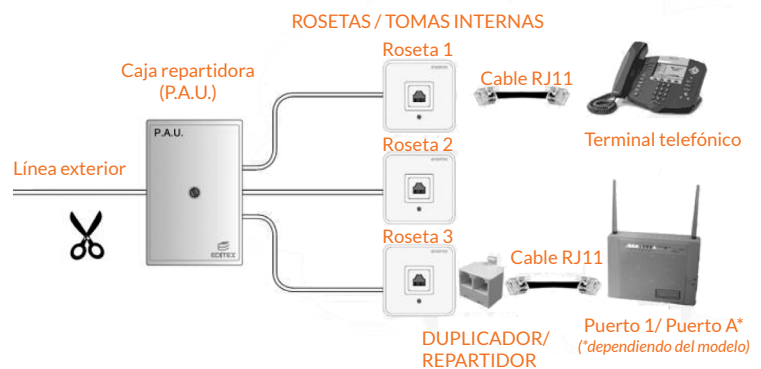 ROSETAS / TOMAS INTERNAS
Roseta 1
Caja repartidora
(P.A.U.)
Cable RJ11
P.A.U.
Terminal telefónico
Línea exterior
Roseta 2
Roseta 3
EDITEX
Cable RJ11
DUPLICADOR/
REPARTIDOR
Puerto 1/ Puerto A*
(*dependiendo del modelo)